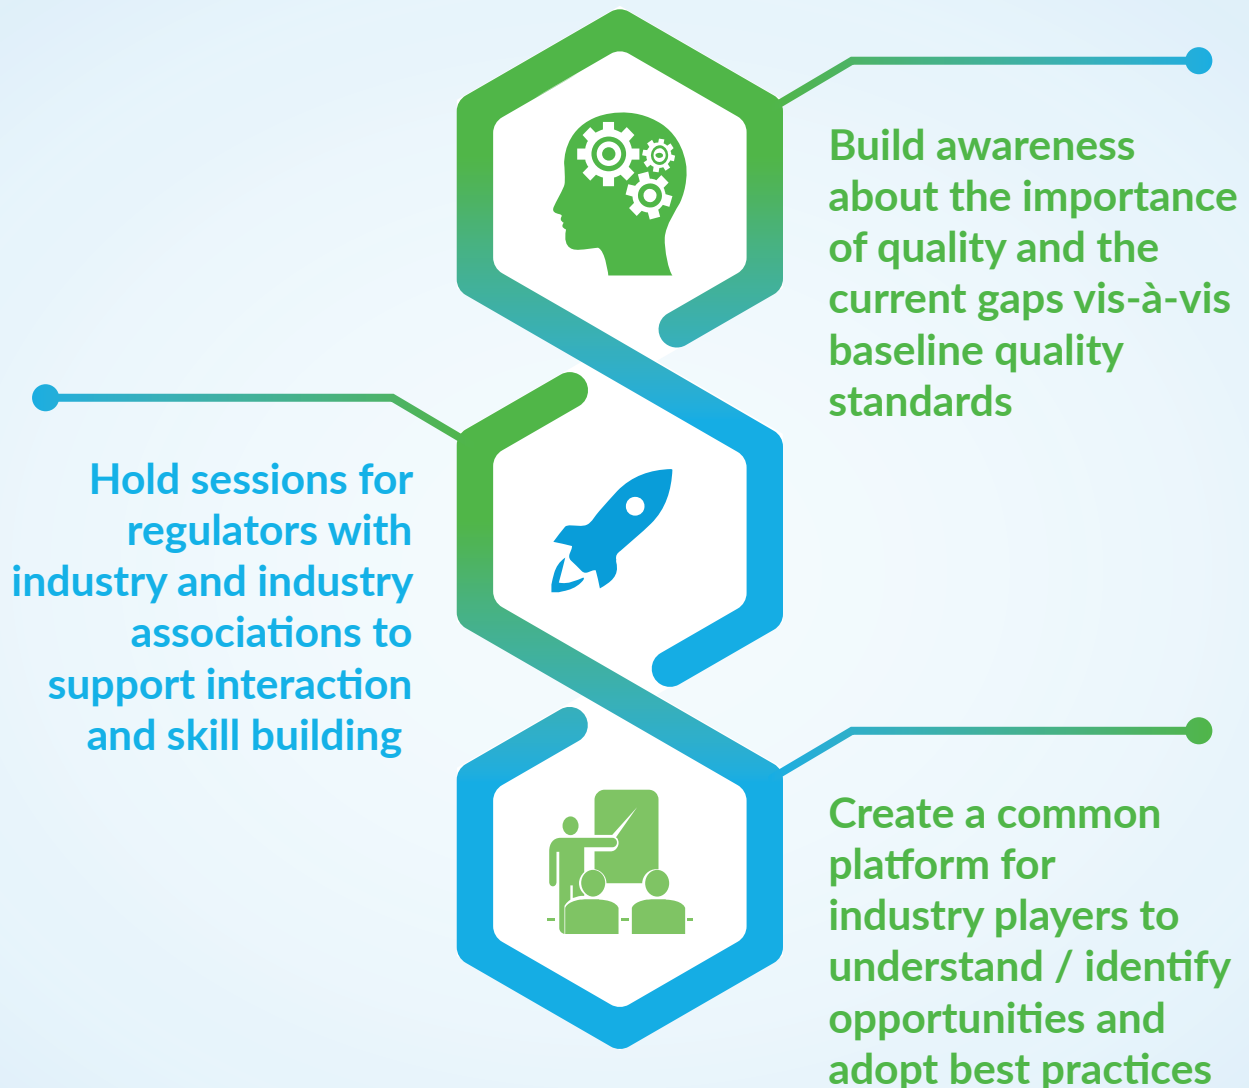 Build awareness
about the importance
of quality and the
current gaps vis-à-vis
baseline quality
standards
Hold sessions for
regulators with
industry and industry
associations to
support interaction
and skill building
Create a common
platform for
industry players to
understand / identify
opportunities and
adopt best practices